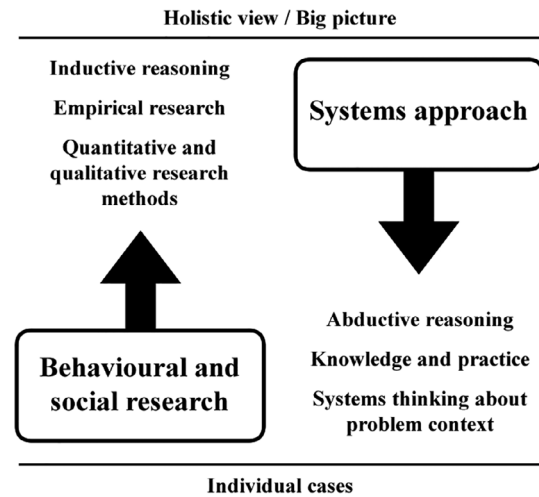 Holistic view / Big picture
Inductive reasoning
Empirical research
Quantitative and
qualitative research
methods
Systems approach
Behavioural and
social research
Abductive reasoning
Knowledge and practice
Systems thinking about
problem context
Individual cases